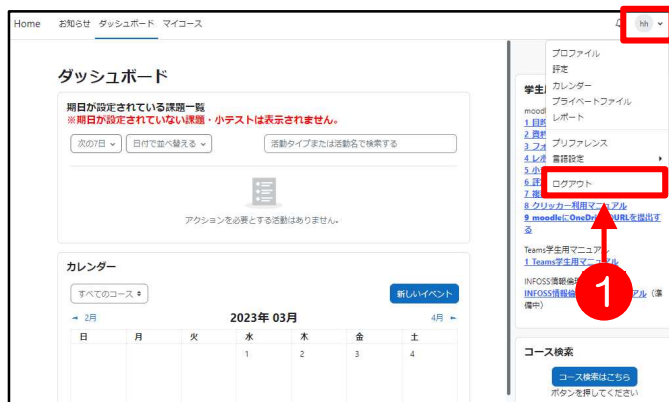 Home お知らせ ダッシュボード マイコース
hh
プロファイル
評定
カレンダー
プライベートファイル
レポート
プリファレンス
言語設定
ログアウト
ダッシュボード
期日が設定されている課題一覧
※期日が設定されていない課題・小テストは表示されません。
次の7日 日付で並べ替える 活動タイプまたは活動名で検索する
アクションを必要とする活動はありません。
カレンダー
すべてのコース 新しいイベント
2月 2023年 03月 4月
日 月 火 水 木 金 土
1 2 3 4
1
2
3
4
5
6
7
8 クリッカー利用マニュアル
9 moodleにOneDriveのURLを提出す
る
Teams学生用マニュアル
1 Teams学生用マニュアル
INFOSS情報倫
INFOSS情報倫 アル（準
備中）
1
コース検索
コース検索はこちら
ボタンを押してください